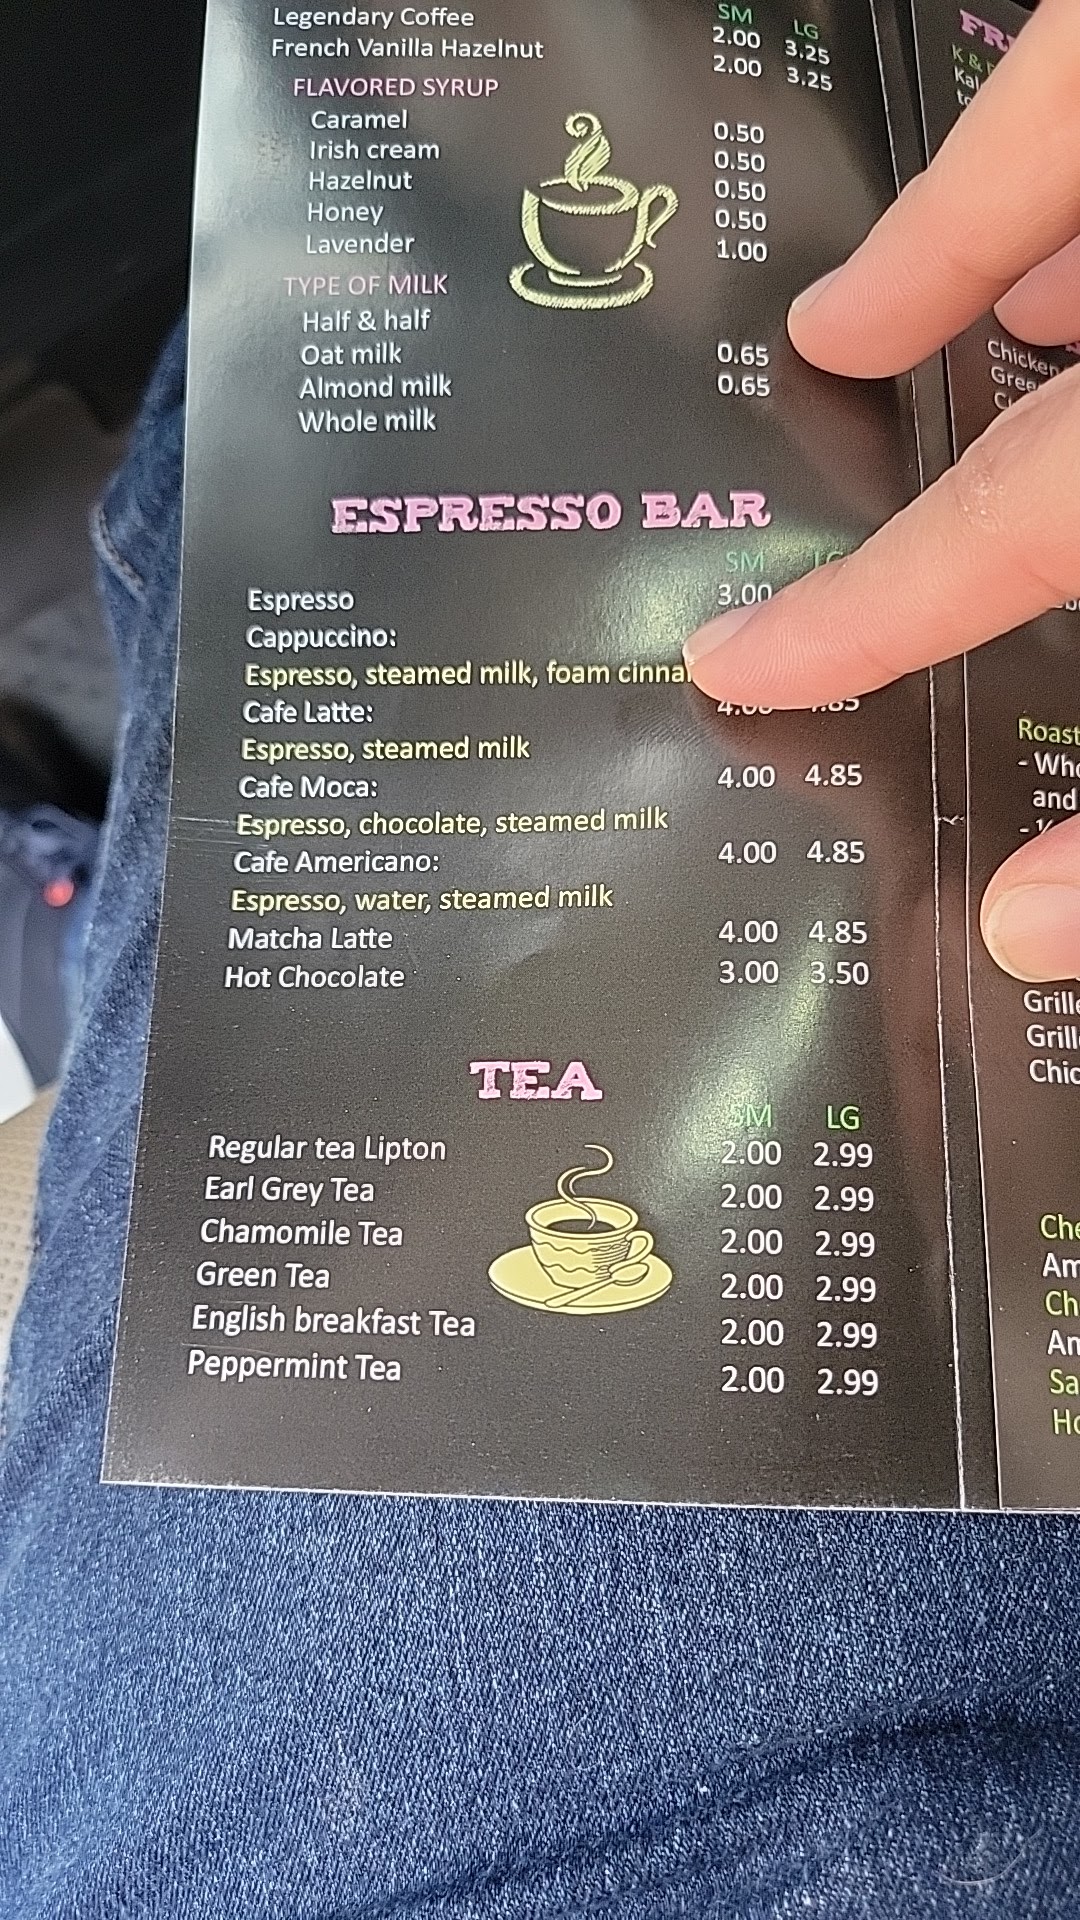 Legendary Coffee SM LG 2.00 3.25
French Vanilla Hazelnut 2.00 3.25
FLAVORED SYRUP
Caramel 0.50
Irish cream 0.50
Hazelnut 0.50
Honey 0.50
Lavender 1.00
TYPE OF MILK
Half & half
Oat milk 0.65
Almond milk 0.65
Whole milk
ESPRESSO BAR
SM
Espresso 3.00
Cappuccino:
Espresso, steamed milk, foam
Cafe Latte: 4.00
Espresso, steamed milk
Cafe Moca: 4.00 4.85
Espresso, chocolate, steamed milk
Cafe Americano: 4.00 4.85
Espresso, water, steamed milk
Matcha Latte 4.00 4.85
Hot Chocolate 3.00 3.50
TEA
SM LG
Regular tea Lipton 2.00 2.99
Earl Grey Tea 2.00 2.99
Chamomile Tea 2.00 2.99
Green Tea 2.00 2.99
English breakfast Tea 2.00 2.99
Peppermint Tea 2.00 2.99
K &
Chicken
Roast
and